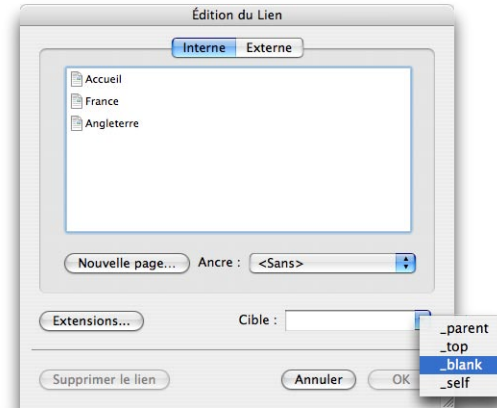 Édition du Lien
Interne Externe
Accueil
France
Angleterre
Nouvelle page... Ancre : <Sans>
Extensions... Cible :
_parent
_top
_blank
_self
Supprimer le lien Annuler OK